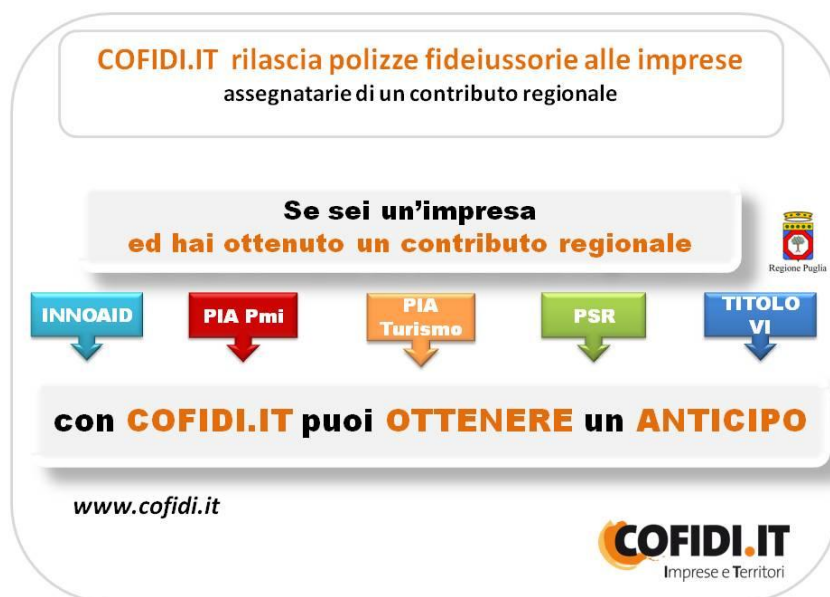 COFIDI.IT rilascia polizze fideiussorie alle imprese
assegnatarie di un contributo regionale
Se sei un'impresa
ed hai ottenuto un contributo regionale
Regione Puglia
INNOAID
PIA Pmi
PIA
Turismo
PSR
TITOLO
VI
con COFIDI.IT puoi OTTENERE un ANTICIPO
www.cofidi.it
COFIDI.IT
Imprese e Territori